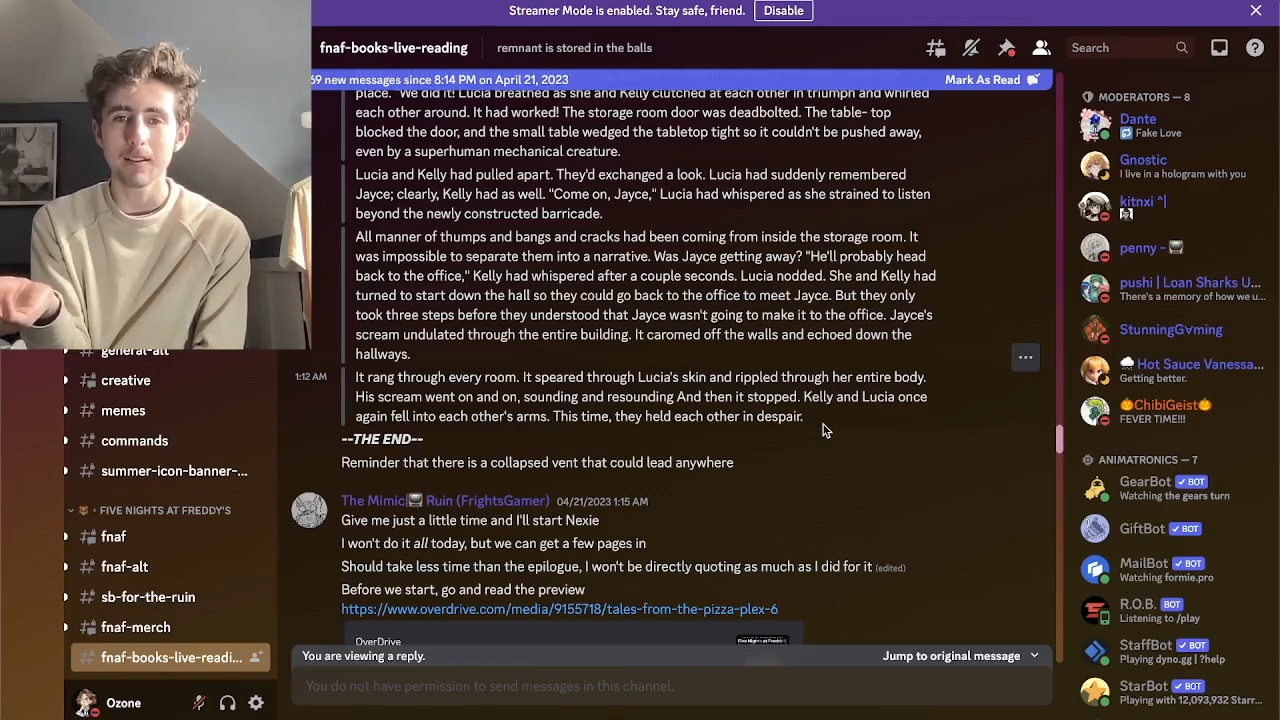 Streamer Mode is enabled. Stay safe, friend.
Disable
fnaf-books-live-reading
remnant is stored in the balls
Search
69 new messages since 8:14 PM on April 21, 2023
Mark As Read
place. "We did it! Lucia breathed as she and Kelly clutched at each other in triumph and whirled
each other around. It had worked! The storage room door was deadbolted. The table- top
blocked the door, and the small table wedged the tabletop tight so it couldn't be pushed away,
even by a superhuman mechanical creature.
Lucia and Kelly had pulled apart. They'd exchanged a look. Lucia had suddenly remembered
Jayce; clearly, Kelly had as well. "Come on, Jayce," Lucia had whispered as she strained to listen
beyond the newly constructed barricade.
All manner of thumps and bangs and cracks had been coming from inside the storage room. It
was impossible to separate them into a narrative. Was Jayce getting away? "He'll probably head
back to the office," Kelly had whispered after a couple seconds. Lucia nodded. She and Kelly had
turned to start down the hall so they could go back to the office to meet Jayce. But they only
took three steps before they understood that Jayce wasn't going to make it to the office. Jayce's
scream undulated through the entire building. It caromed off the walls and echoed down the
hallways.
1:12 AM
It rang through every room. It speared through Lucia's skin and rippled through her entire body.
His scream went on and on, sounding and resounding And then it stopped. Kelly and Lucia once
again fell into each other's arms. This time, they held each other in despair.
--THE END--
Reminder that there is a collapsed vent that could lead anywhere
The Mimic| Ruin (FrightsGamer) 04/21/2023 1:15 AM
Give me just a little time and I'll start Nexie
I won't do it all today, but we can get a few pages in
Should take less time than the epilogue, I won't be directly quoting as much as I did for it (edited)
Before we start, go and read the preview
https://www.overdrive.com/media/9155718/tales-from-the-pizza-plex-6
OverDrive
You are viewing a reply.
Jump to original message
You do not have permission to send messages in this channel.
general-alt
creative
memes
commands
summer-icon-banner-...
FIVE NIGHTS AT FREDDY'S
fnaf
fnaf-alt
sb-for-the-ruin
fnaf-merch
fnaf-books-live-readi...
Ozone
MODERATORS — 8
Dante
Fake Love
Gnostic
I live in a hologram with you
kitnxi ^|
penny -
pushi | Loan Sharks U...
There's a memory of how we u...
StunningG∀ming
Hot Sauce Vanessa...
Getting better.
ChibiGeist
FEVER TIME!!!
ANIMATRONICS — 7
GearBot ✓ BOT
Watching the gears turn
GiftBot ✓ BOT
MailBot ✓ BOT
Watching formie.pro
R.O.B. BOT
Listening to /play
StaffBot ✓ BOT
Playing dyno.gg | ?help
StarBot ✓ BOT
Playing with 12,093,932 Starr...